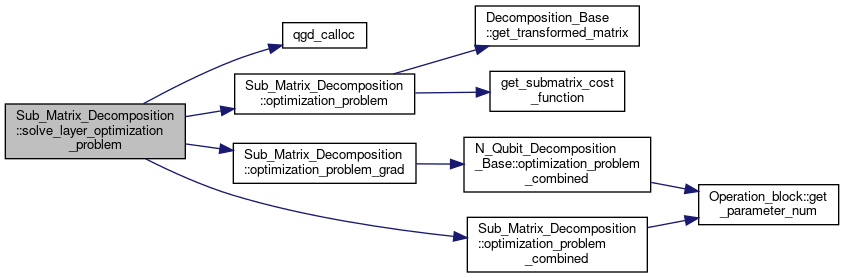 Sub_Matrix_Decomposition
::solve_layer_optimization
_problem
qgd_calloc
Sub_Matrix_Decomposition
::optimization_problem
Decomposition_Base
::get_transformed_matrix
get_submatrix_cost
_function
Sub_Matrix_Decomposition
::optimization_problem_grad
N_Qubit_Decomposition
_Base::optimization_problem
_combined
Sub_Matrix_Decomposition
::optimization_problem
_combined
Operation_block::get
_parameter_num